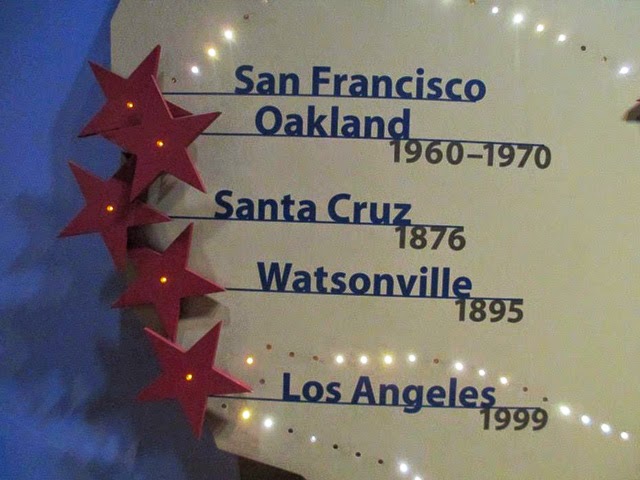 San Francisco
Oakland
1960–1970
Santa Cruz
1876
Watsonville
1895
Los Angeles
1999